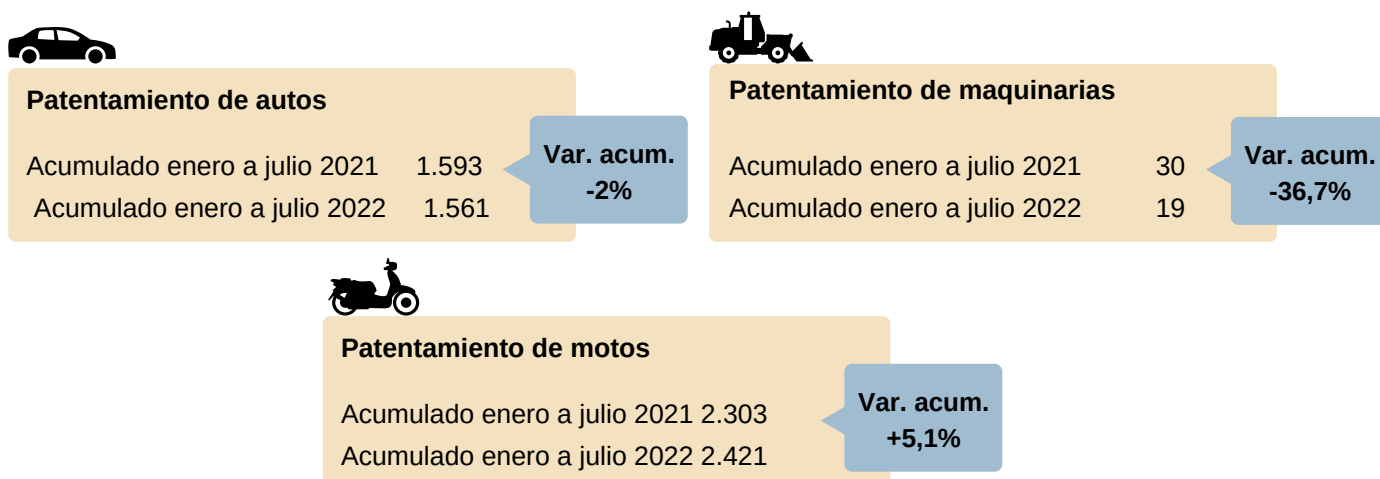 Patentamiento de autos
Acumulado enero a julio 2021 1.593
Acumulado enero a julio 2022 1.561
Var. acum.
-2%
Patentamiento de maquinarias
Acumulado enero a julio 2021 30
Acumulado enero a julio 2022 19
Var. acum.
-36,7%
Patentamiento de motos
Acumulado enero a julio 2021 2.303
Acumulado enero a julio 2022 2.421
Var. acum.
+5,1%